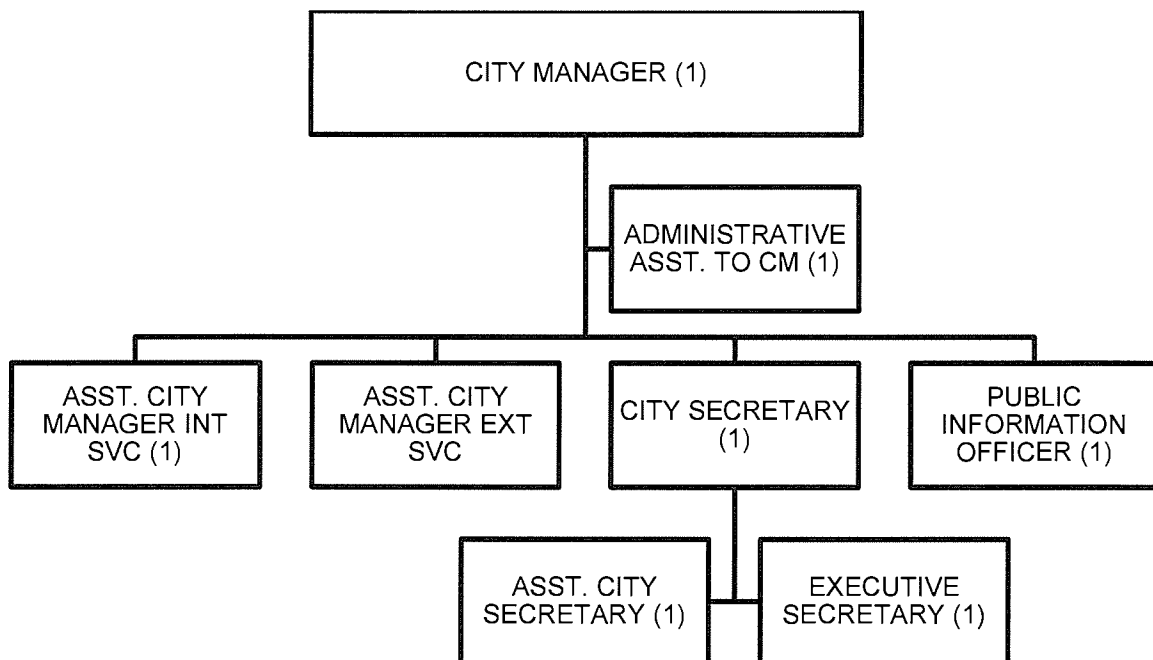 CITY MANAGER (1)
ADMINISTRATIVE
ASST. TO CM (1)
ASST. CITY
MANAGER INT
SVC (1)
ASST. CITY
MANAGER EXT
SVC
CITY SECRETARY
(1)
PUBLIC
INFORMATION
OFFICER (1)
ASST. CITY
SECRETARY (1)
EXECUTIVE
SECRETARY (1)